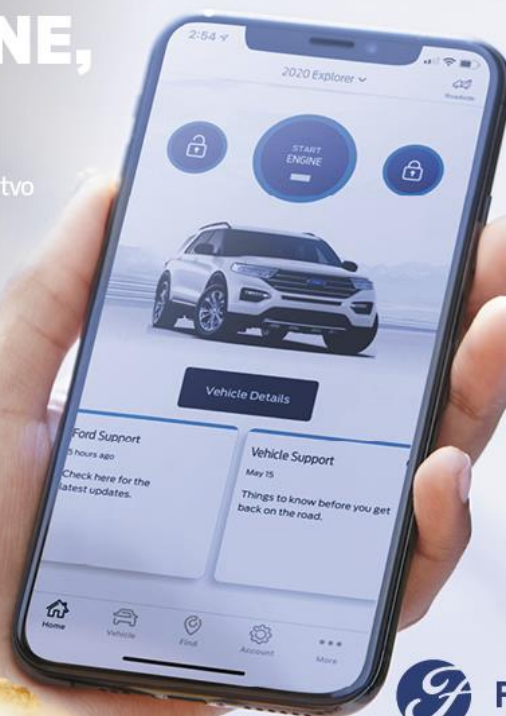 NE,
tvo
2:54
2020 Explorer
Roadside
START
ENGINE
Ford
Vehicle Details
Ford Support
5 hours ago
Check here for the
latest updates.
Vehicle Support
May 15
Things to know before you get
back on the road.
Home
Vehicle
Find
Account
More
F